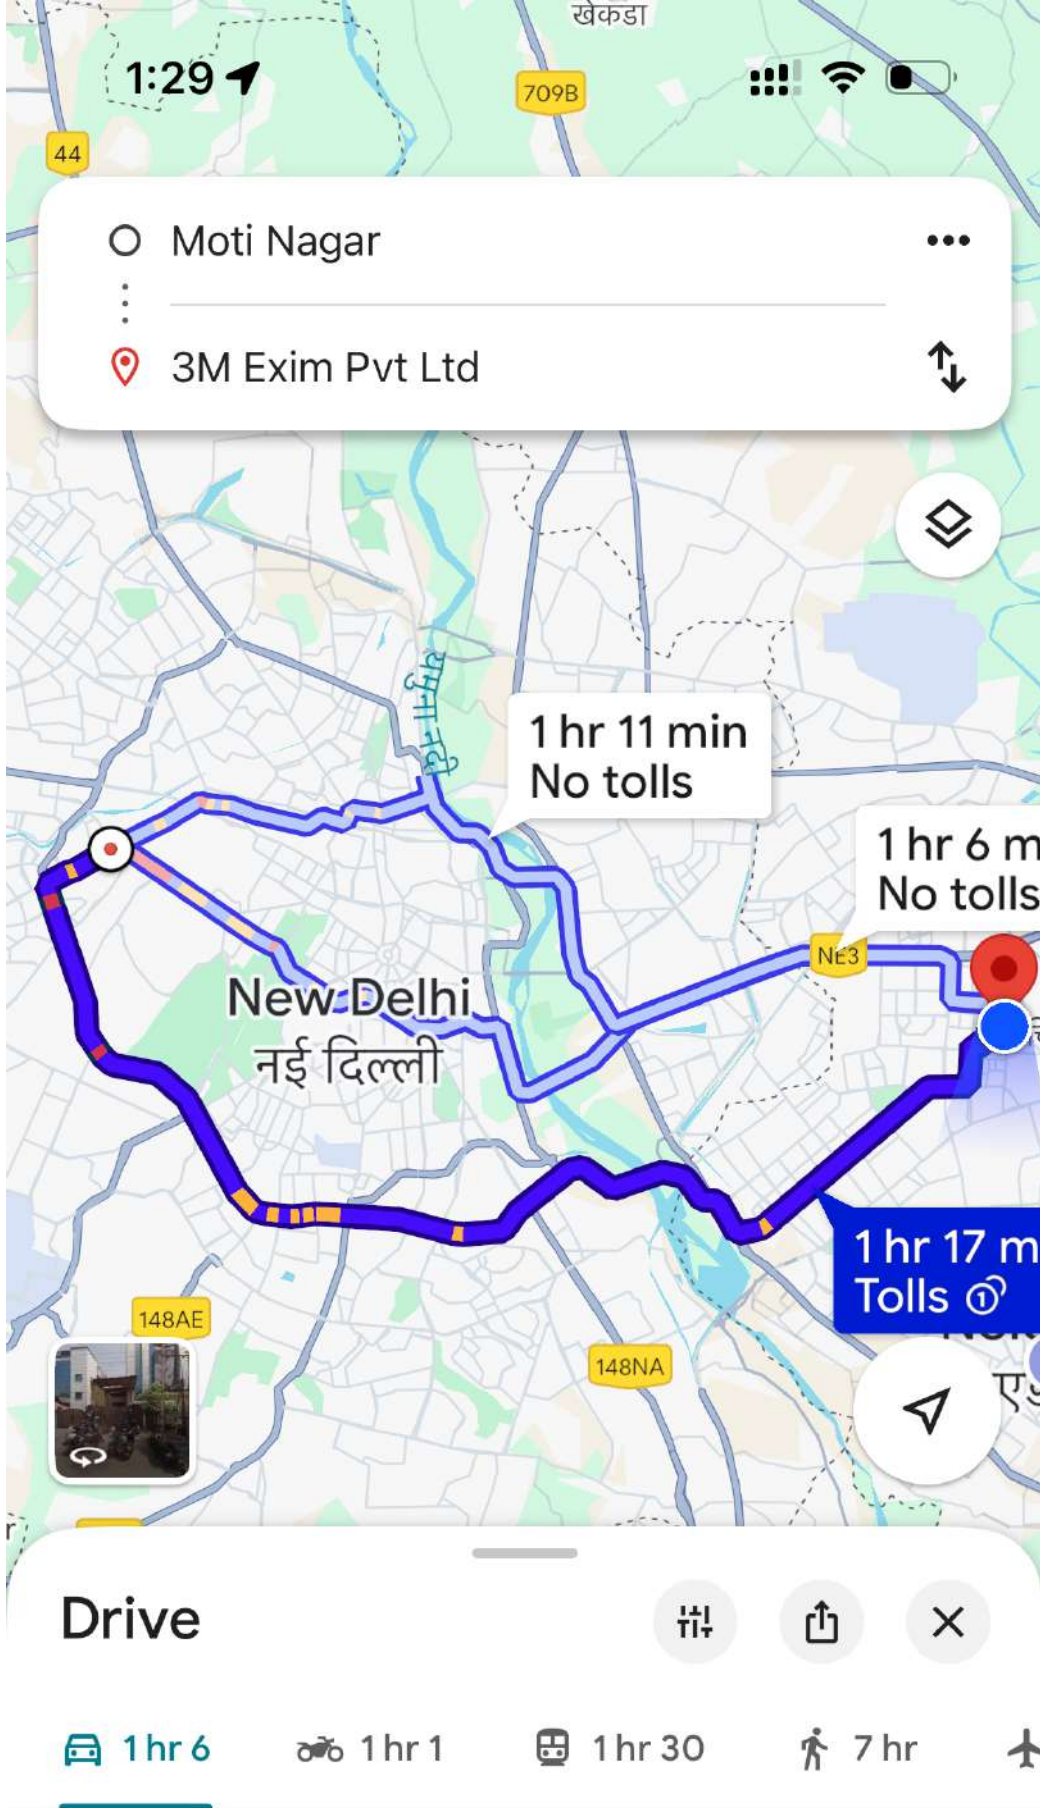 खेकडा
1:29
709B
44
Moti Nagar
3M Exim Pvt Ltd
1 hr 11 min
No tolls
1 hr 6 m
No tolls
NE3
New Delhi
नई दिल्ली
1 hr 17 m
Tolls
148AE
148NA
Drive
1 hr 6
1 hr 1
1 hr 30
7 hr